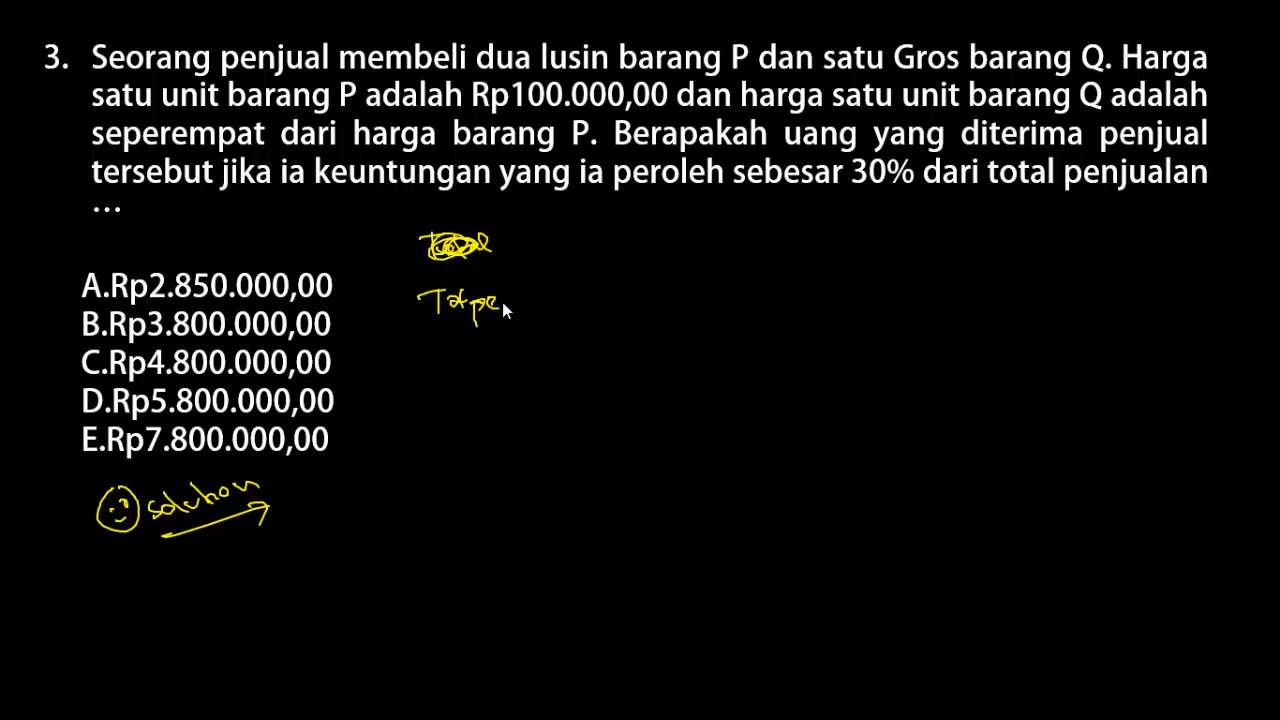 3. Seorang penjual membeli dua lusin barang P dan satu Gros barang Q. Harga
satu unit barang P adalah Rp100.000,00 dan harga satu unit barang Q adalah
seperempat dari harga barang P. Berapakah uang yang diterima penjual
tersebut jika ia keuntungan yang ia peroleh sebesar 30% dari total penjualan
...
A.Rp2.850.000,00
B.Rp3.800.000,00
C.Rp4.800.000,00
D.Rp5.800.000,00
E.Rp7.800.000,00
Tot pe
solution